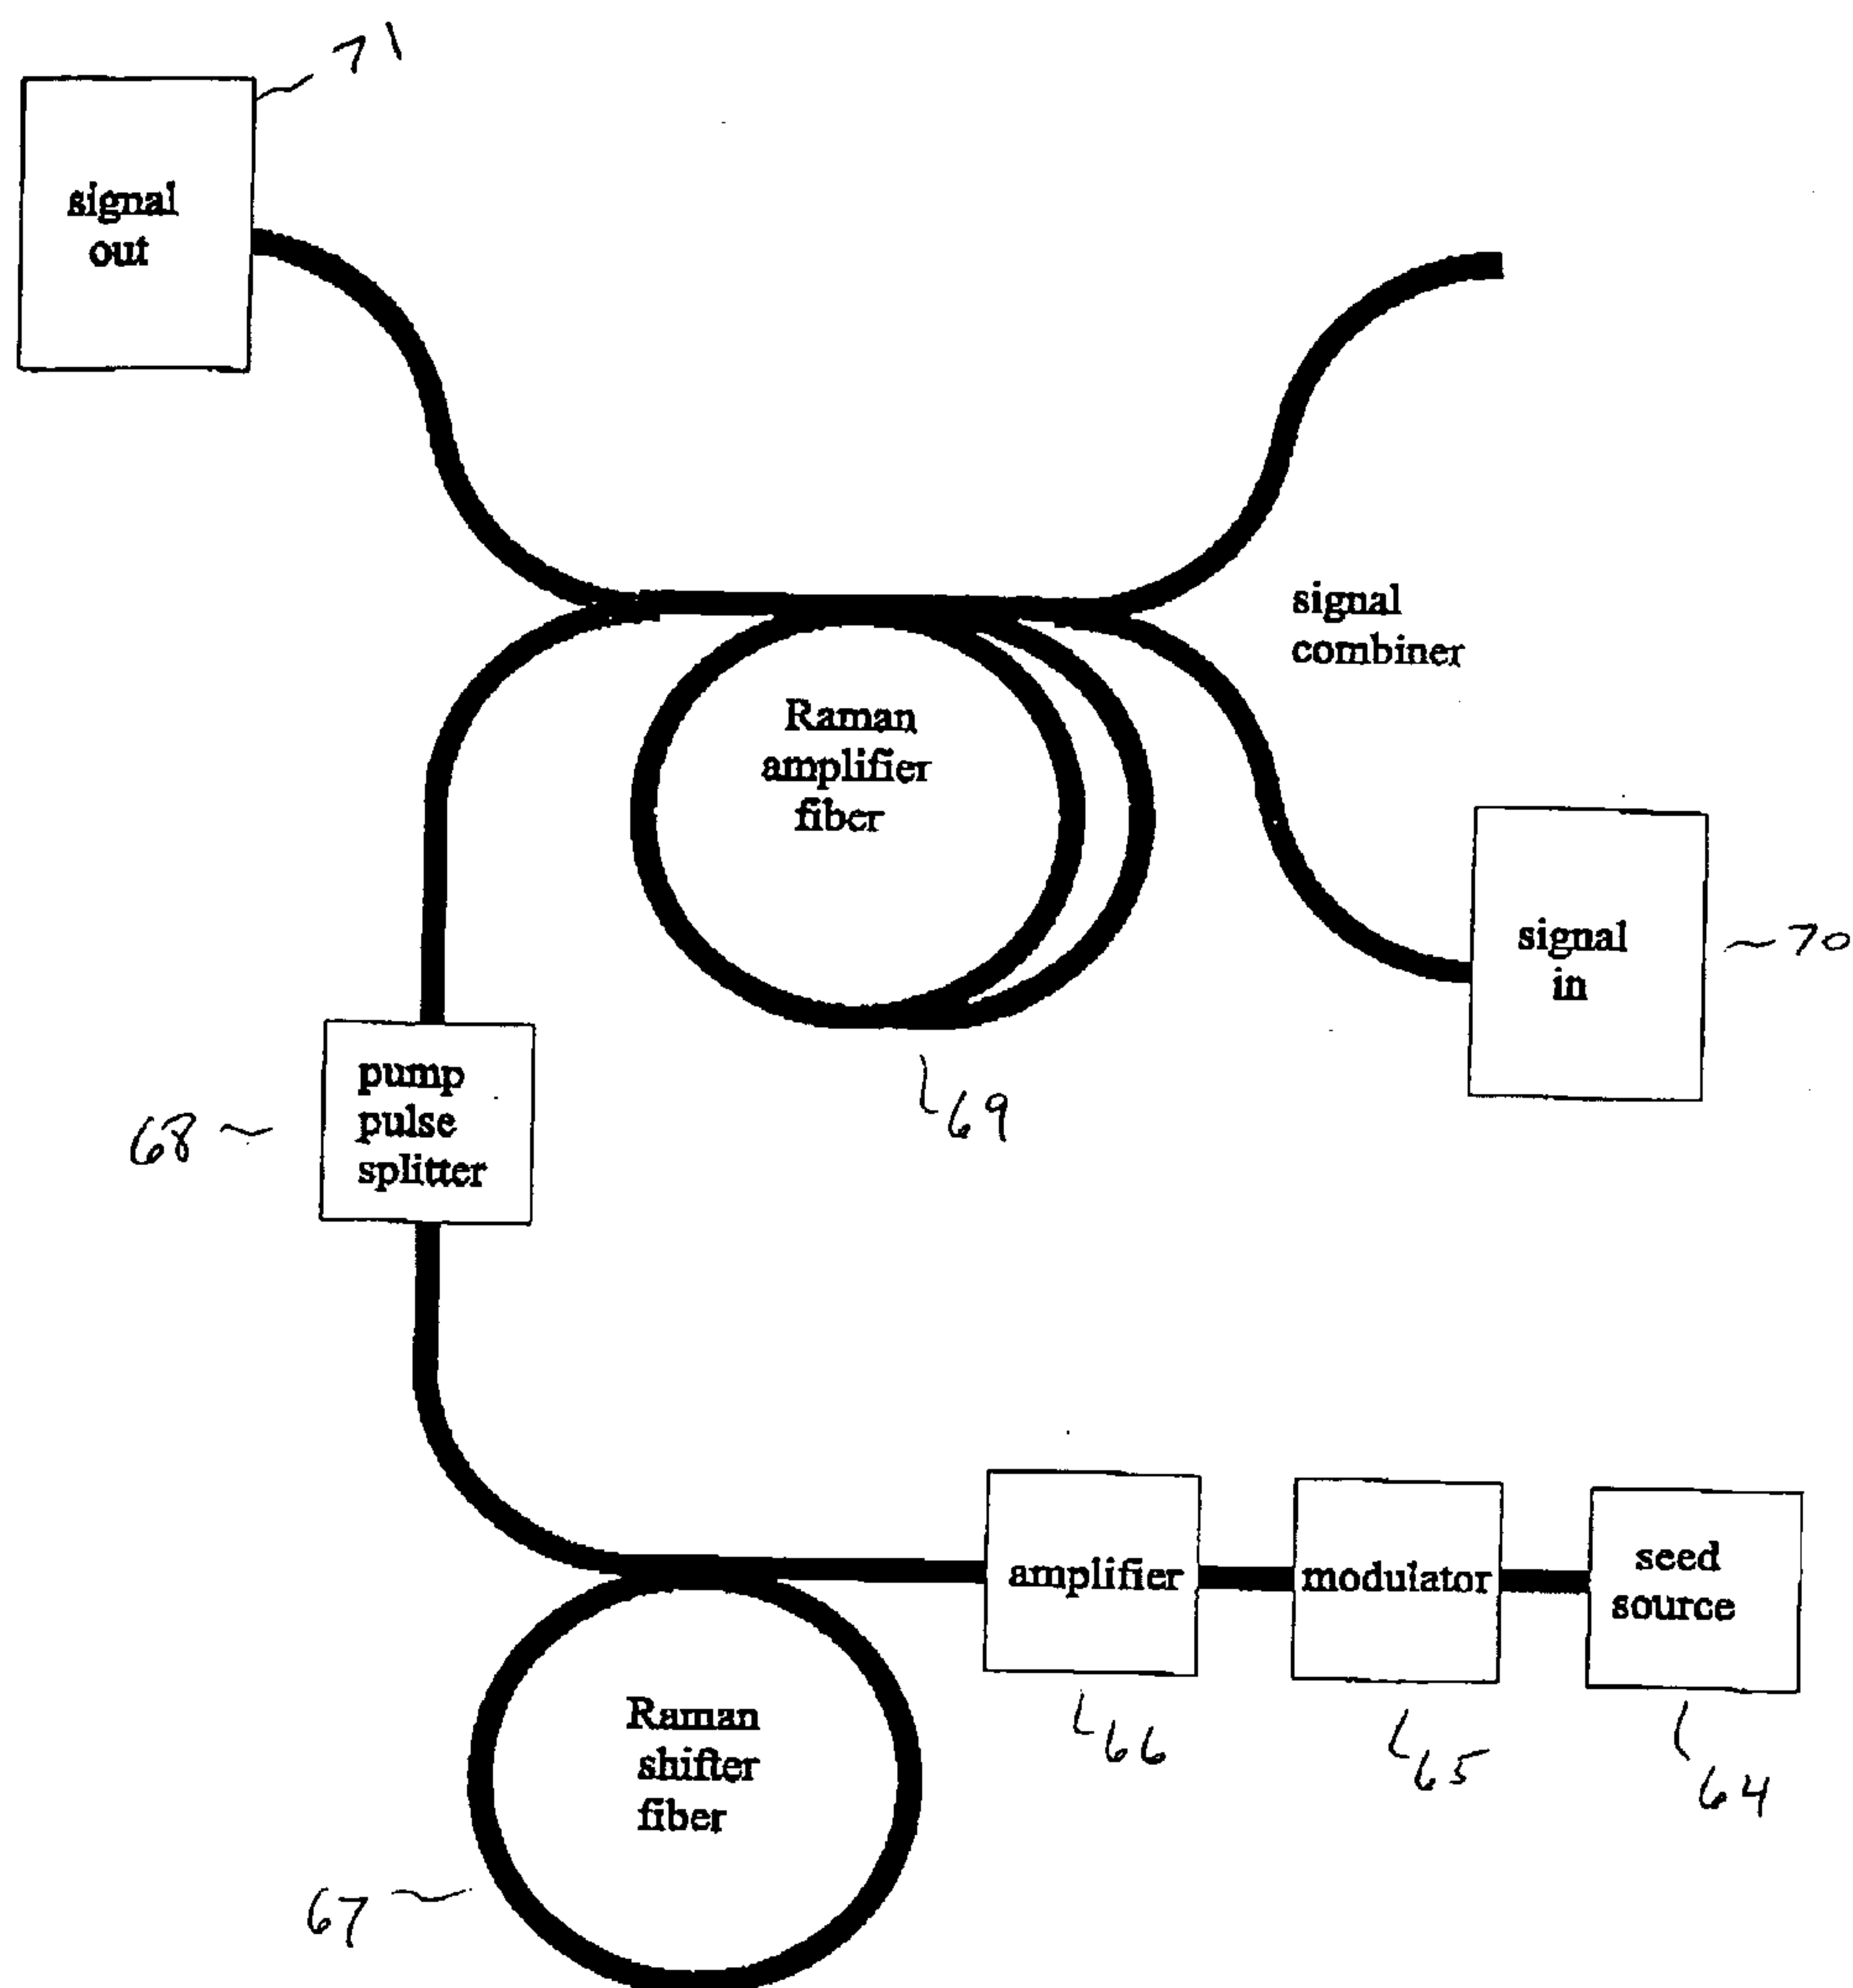 71
signal
out
signal
combiner
Raman
amplifier
fiber
signal
in
70
69
pump
pulse
splitter
68
amplifier
modulator
seed
source
66
65
64
Raman
shifter
fiber
67